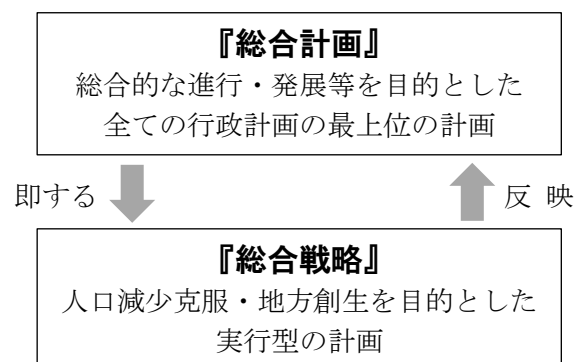 『総合計画』
総合的な進行・発展等を目的とした
全ての行政計画の最上位の計画
即する
反 映
『総合戦略』
人口減少克服・地方創生を目的とした
実行型の計画